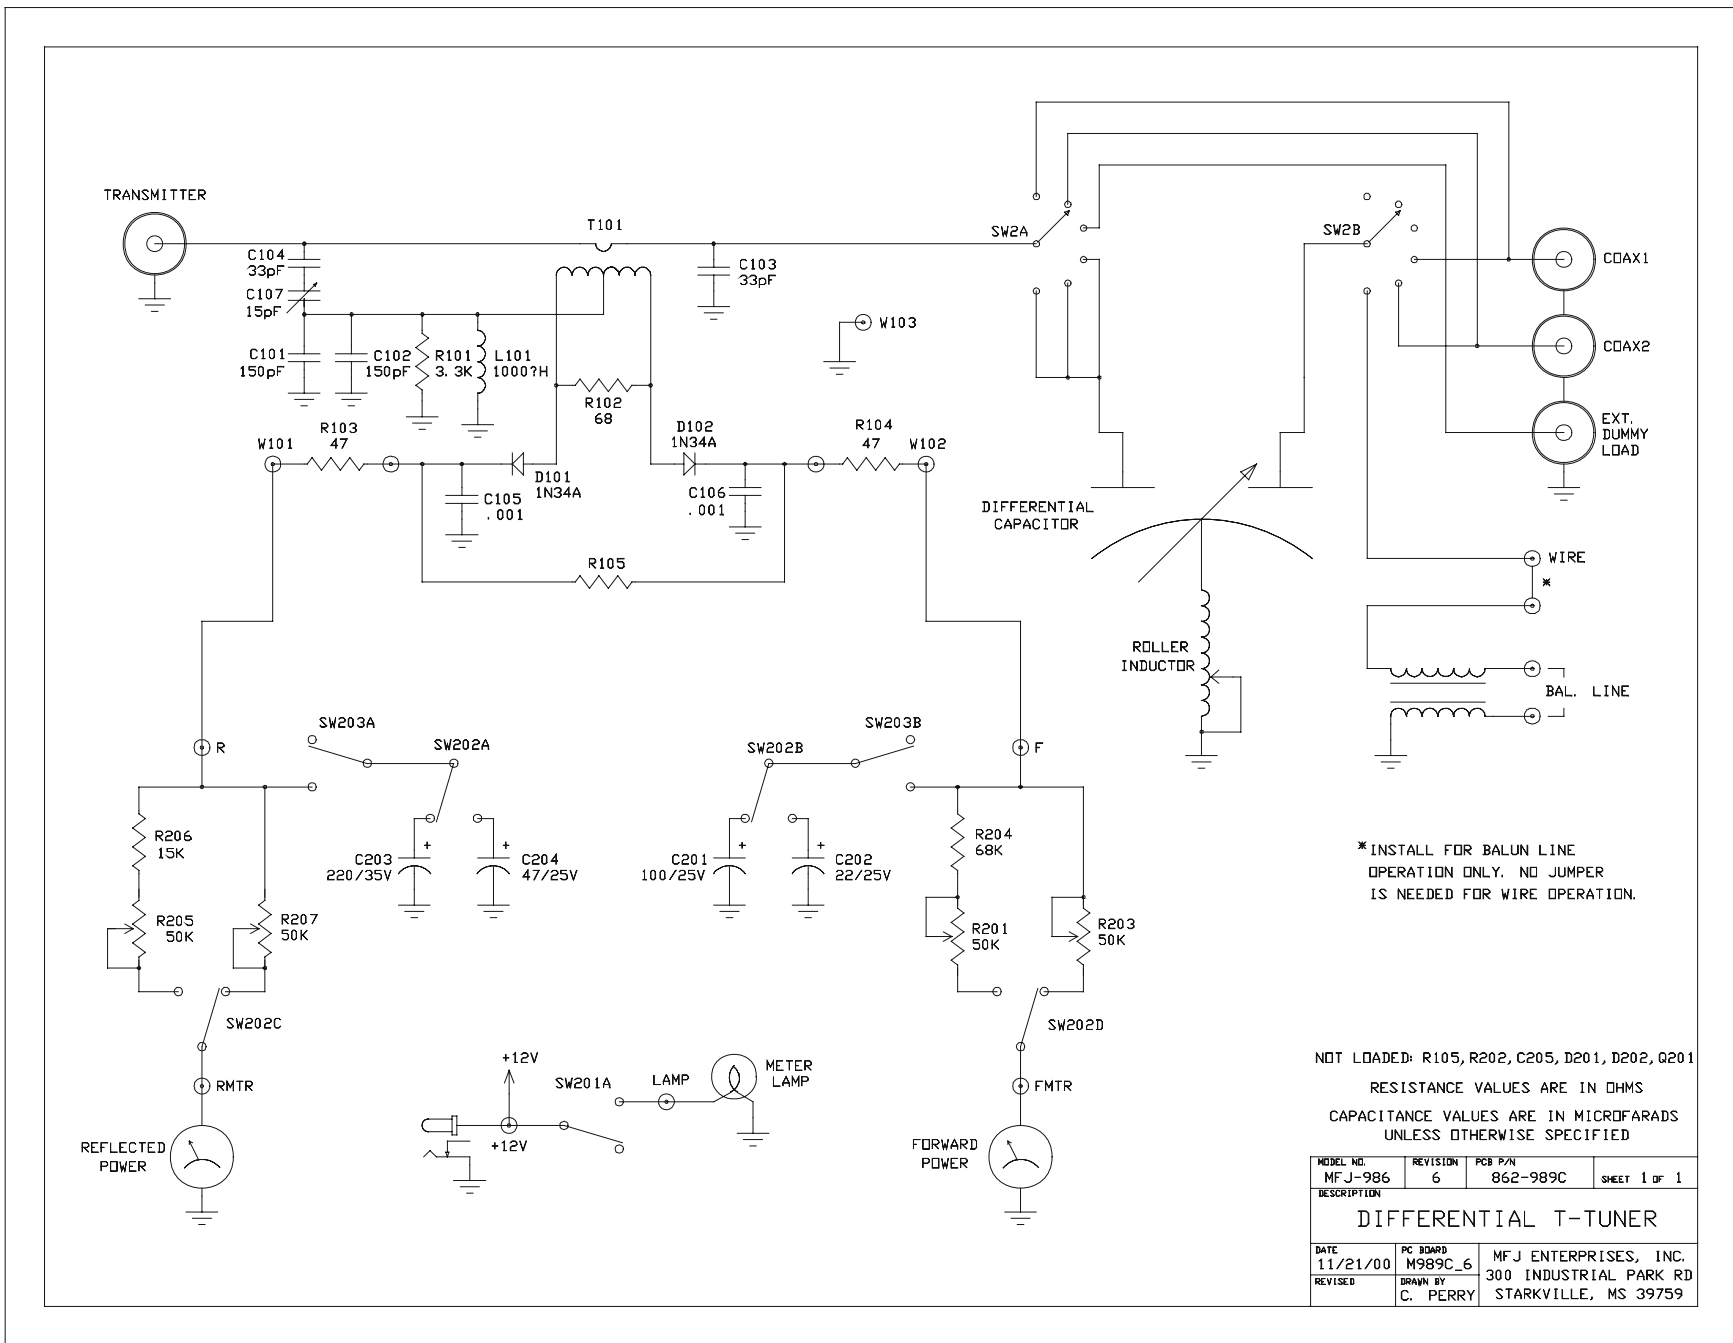 TRANSMITTER
T101
C104
33pF
C107
15pF
C103
33pF
SW2A
SW2B
COAX1
W103
C101
150pF
C102
150pF
R101
3.3K
L101
1000?H
COAX2
R102
68
EXT.
DUMMY
LOAD
W101
R103
47
D102
1N34A
R104
47
W102
D101
1N34A
C105
.001
C106
.001
DIFFERENTIAL
CAPACITOR
R105
WIRE
*
ROLLER
INDUCTOR
BAL. LINE
SW203A
SW203B
R
SW202A
SW202B
F
R206
15K
+
C203
220/35V
+
C204
47/25V
+
C201
100/25V
+
C202
22/25V
R204
68K
*INSTALL FOR BALUN LINE
OPERATION ONLY. NO JUMPER
IS NEEDED FOR WIRE OPERATION.
R205
50K
R207
50K
R201
50K
R203
50K
SW202C
SW202D
+12V
SW201A
LAMP
METER
LAMP
RMTR
FMTR
+12V
REFLECTED
POWER
FORWARD
POWER
NOT LOADED: R105, R202, C205, D201, D202, Q201
RESISTANCE VALUES ARE IN OHMS
CAPACITANCE VALUES ARE IN MICROFARADS
UNLESS OTHERWISE SPECIFIED
MODEL NO.
MFJ-986
REVISION
6
PCB P/N
862-989C
SHEET 1 OF 1
DESCRIPTION
DIFFERENTIAL T-TUNER
DATE
11/21/00
PC BOARD
M989C_6
REVISED
DRAWN BY
C. PERRY
MFJ ENTERPRISES, INC.
300 INDUSTRIAL PARK RD
STARKVILLE, MS 39759